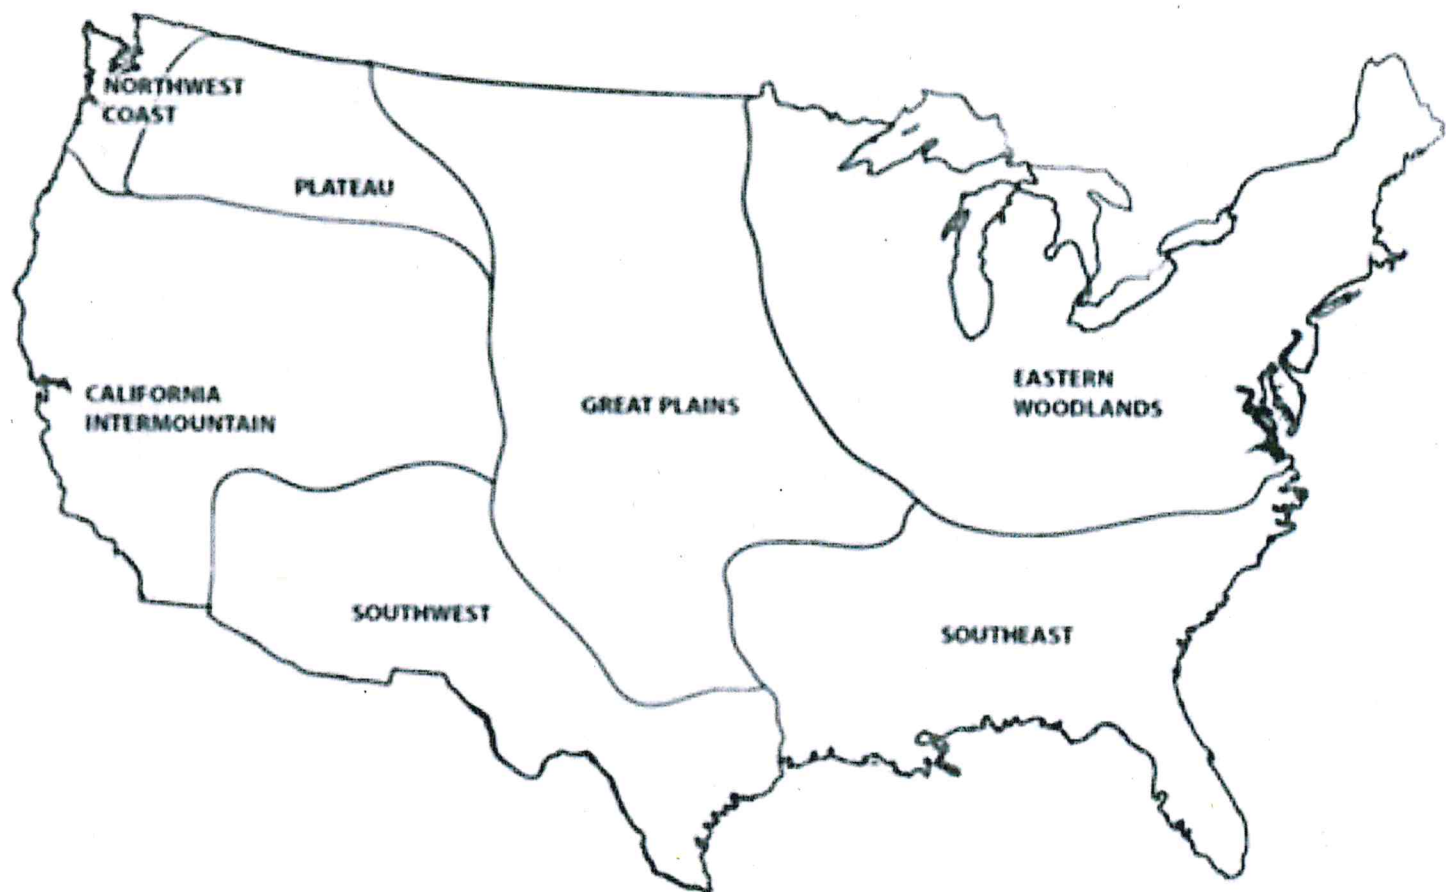 NORTHWEST
COAST
PLATEAU
CALIFORNIA
INTERMOUNTAIN
GREAT PLAINS
EASTERN
WOODLANDS
SOUTHWEST
SOUTHEAST